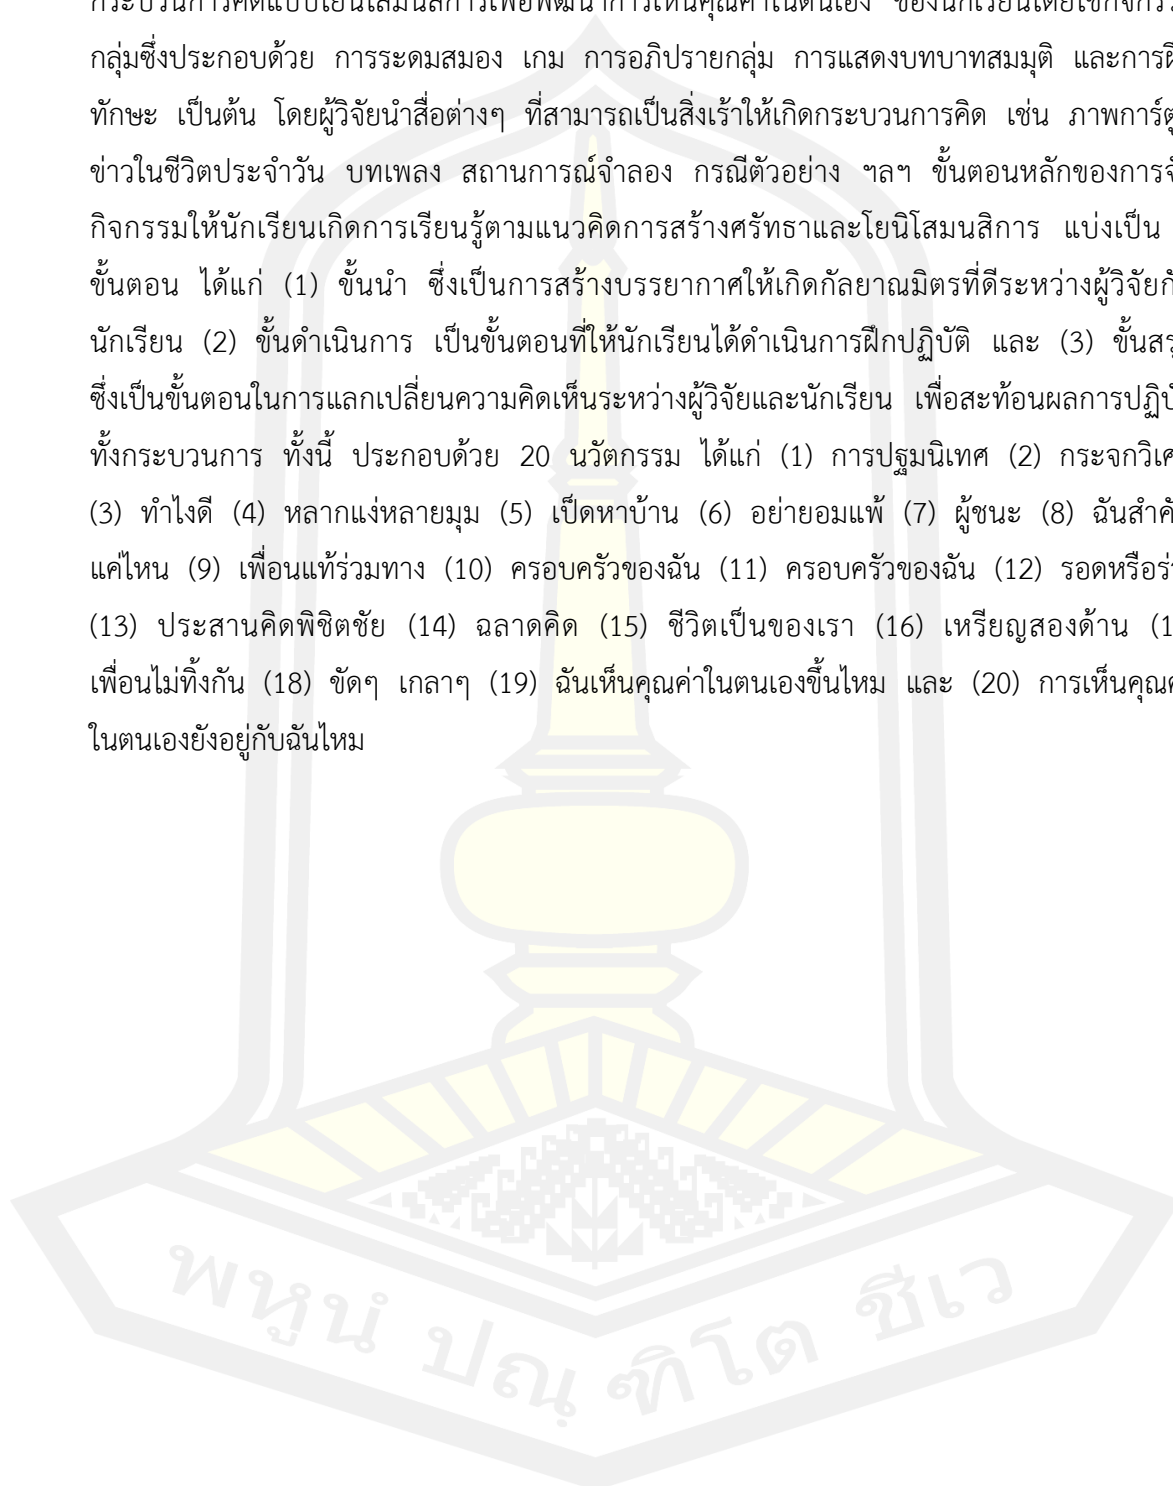 กระบวนการคิดแบบโยนิโสมนสิการเพื่อพัฒนาการเห็นคุณค่าในตนเอง ของนักเรียนโดยใช้
กลุ่มซึ่งประกอบด้วย การระดมสมอง เกม การอภิปรายกลุ่ม การแสดงบทบาทสมมุติ
ทักษะ เป็นต้น โดยผู้วิจัยนำสื่อต่างๆ ที่สามารถเป็นสิ่งเร้าให้เกิดกระบวนการคิด เช่น
ข่าวในชีวิตประจำวัน บทเพลง สถานการณ์จำลอง กรณีตัวอย่าง ฯลฯ ขั้นตอนหลักของการ
กิจกรรมให้นักเรียนเกิดการเรียนรู้ตามแนวคิดการสร้างศรัทธาและโยนิโสมนสิการ แบ่งเป็น
ขั้นตอน ได้แก่ (1) ขั้นนำ ซึ่งเป็นการสร้างบรรยากาศให้เกิดกัลยาณมิตรที่ดีระหว่างผู้วิจัย
นักเรียน (2) ขั้นดำเนินการ เป็นขั้นตอนที่ให้นักเรียนได้ดำเนินการฝึกปฏิบัติ และ (3)
ซึ่งเป็นขั้นตอนในการแลกเปลี่ยนความคิดเห็นระหว่างผู้วิจัยและนักเรียน เพื่อสะท้อนผลการ
ทั้งกระบวนการ ทั้งนี้ ประกอบด้วย 20 นวัตกรรม ได้แก่ (1) การปฐมนิเทศ (2)
(3) ทำไงดี (4) หลากแง่หลายมุม (5) เป็ดหาบ้าน (6) อย่ายอมแพ้ (7) ผู้ชนะ (8)
แค่ไหน (9) เพื่อนแท้ร่วมทาง (10) ครอบครัวของฉัน (11) ครอบครัวของฉัน (12)
(13) ประสานคิดพิชิตชัย (14) ฉลาดคิด (15) ชีวิตเป็นของเรา (16) เหรียญสองด้าน
เพื่อนไม่ทิ้งกัน (18) ขัดๆ เกลาๆ (19) ฉันเห็นคุณค่าในตนเองขึ้นไหม และ (20)
ในตนเองยังอยู่กับฉันไหม
พหูนํ ปณฺฑิโต ชีเว